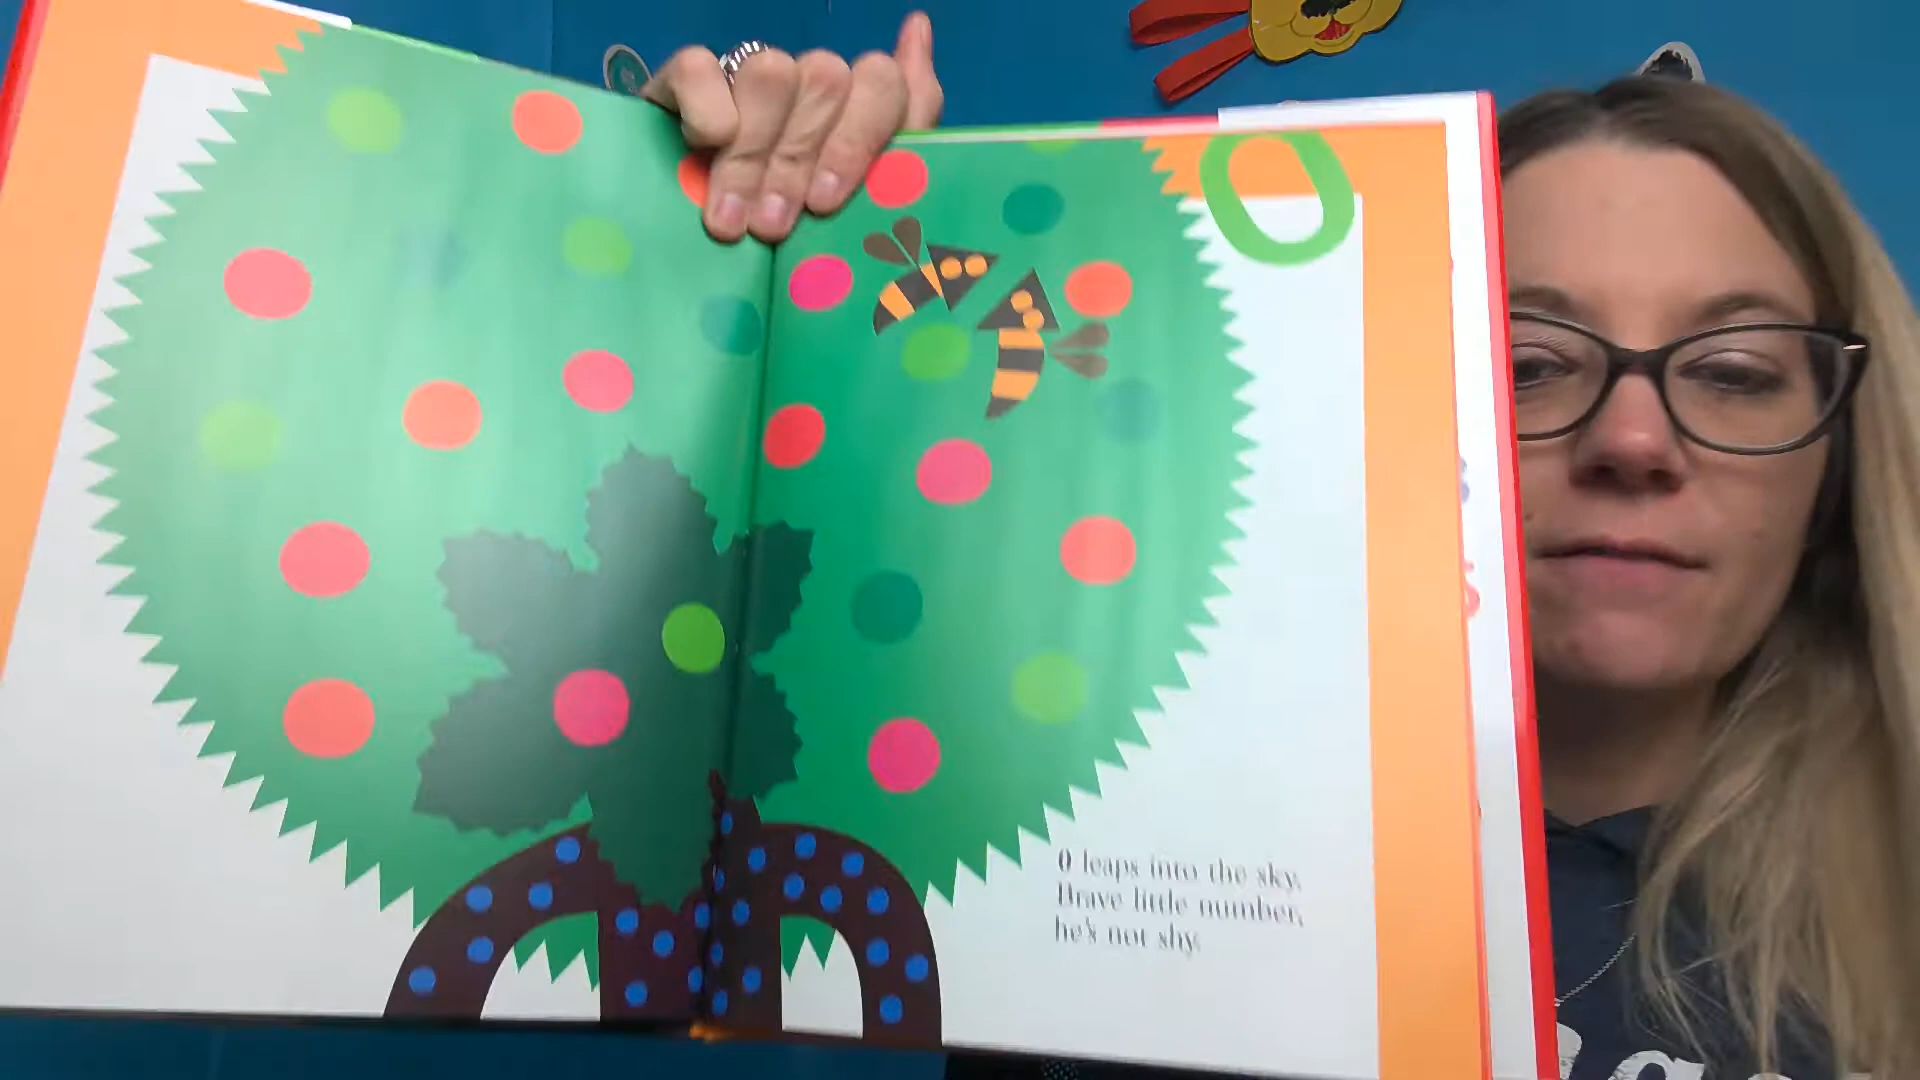 0
0 leaps into the sky.
Brave little number,
he's not shy.